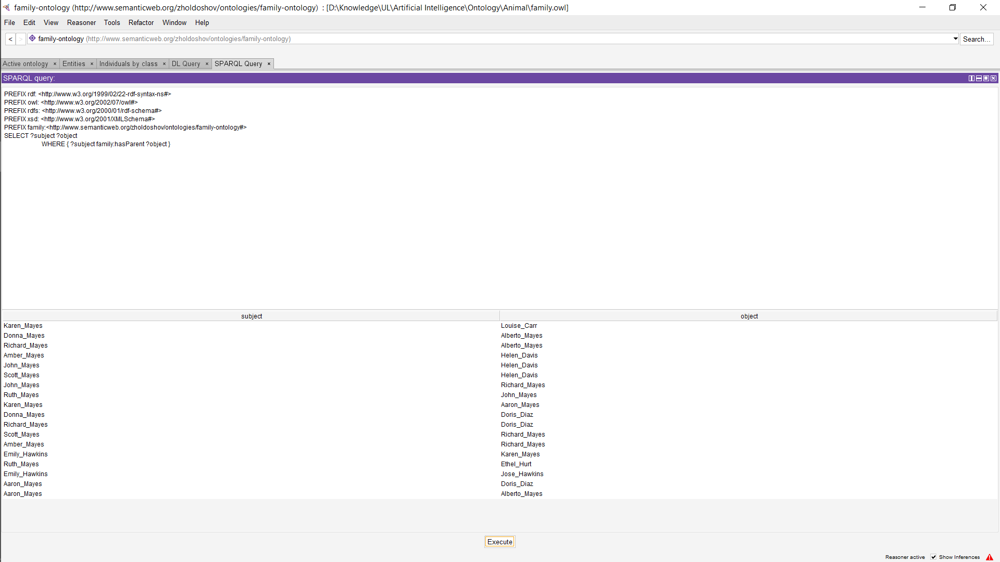 family-ontology (http://www.semanticweb.org/zholdoshov/ontologies/family-ontology) : [D:\Knowledge\UL\Artificial Intelligence\Ontology\Animal\family.owl]
File Edit View Reasoner Tools Refactor Window Help
< > family-ontology (http://www.semanticweb.org/zholdoshov/ontologies/family-ontology) Search...
Active ontology × Entities × Individuals by class × DL Query × SPARQL Query ×
SPARQL query:
PREFIX rdf: <http://www.w3.org/1999/02/22-rdf-syntax-ns#>
PREFIX owl: <http://www.w3.org/2002/07/owl#>
PREFIX rdfs: <http://www.w3.org/2000/01/rdf-schema#>
PREFIX xsd: <http://www.w3.org/2001/XMLSchema#>
PREFIX family:<http://www.semanticweb.org/zholdoshov/ontologies/family-ontology#>
SELECT ?subject ?object
WHERE { ?subject family:hasParent ?object }
subject object
Karen_Mayes Louise_Carr
Donna_Mayes Alberto_Mayes
Richard_Mayes Alberto_Mayes
Amber_Mayes Helen_Davis
John_Mayes Helen_Davis
Scott_Mayes Helen_Davis
John_Mayes Richard_Mayes
Ruth_Mayes John_Mayes
Karen_Mayes Aaron_Mayes
Donna_Mayes Doris_Diaz
Richard_Mayes Doris_Diaz
Scott_Mayes Richard_Mayes
Amber_Mayes Richard_Mayes
Emily_Hawkins Karen_Mayes
Ruth_Mayes Ethel_Hurt
Emily_Hawkins Jose_Hawkins
Aaron_Mayes Doris_Diaz
Aaron_Mayes Alberto_Mayes
Execute
Reasoner active Show Inferences